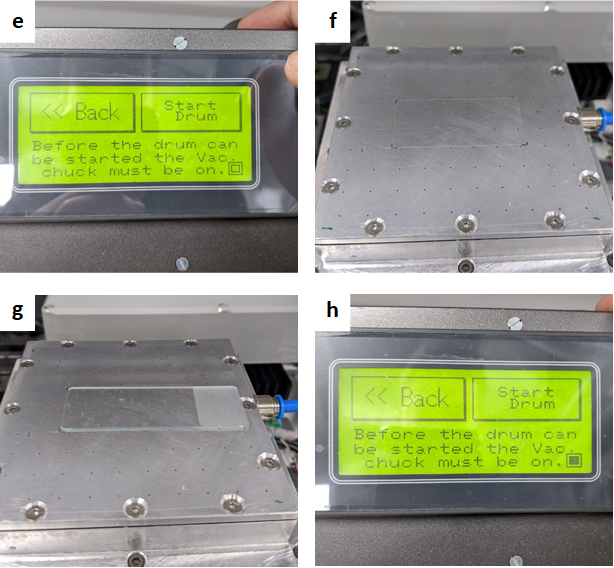 e
<< Back
Start
Drum
Before the drum can
be started the Vac.
chuck must be on.
f
g
h
<< Back
Start
Drum
Before the drum can
be started the Vac.
chuck must be on.